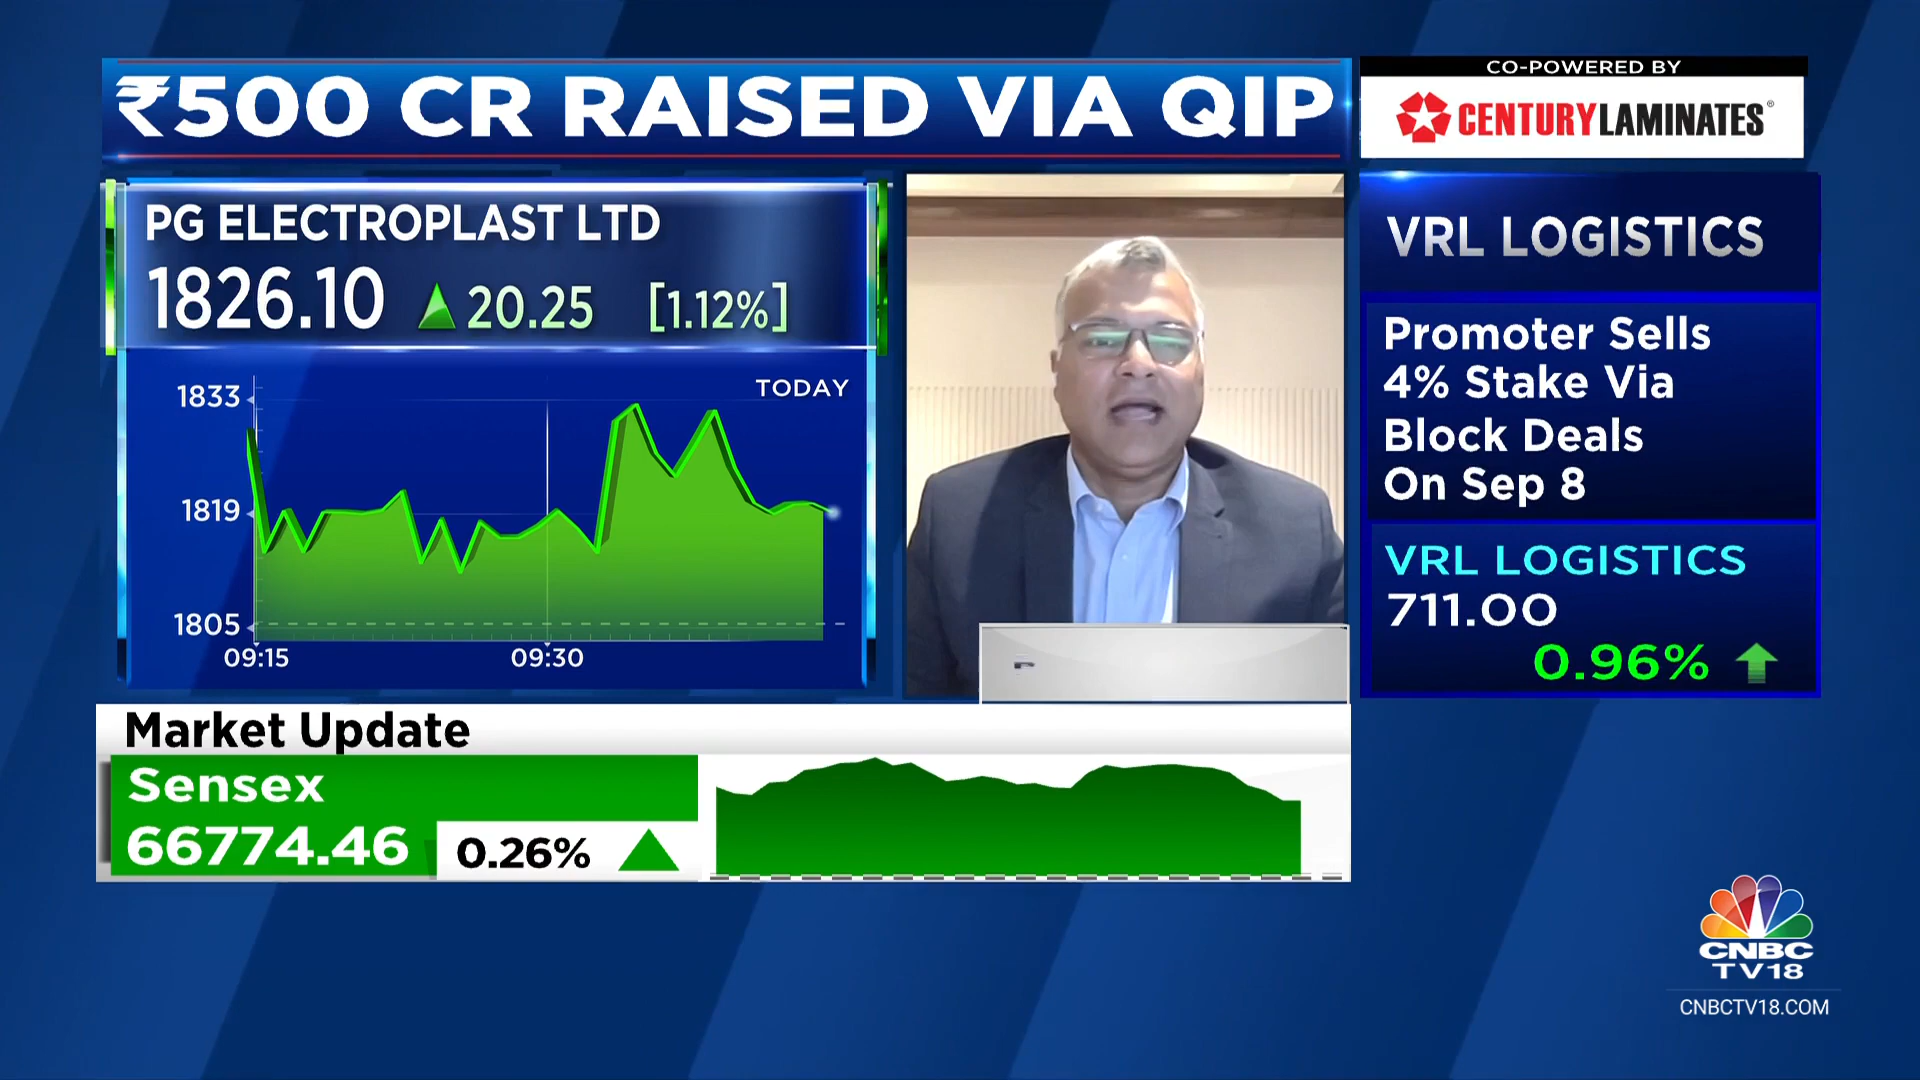 ₹500 CR RAISED VIA QIP
CO-POWERED BY
CENTURYLAMINATES®
PG ELECTROPLAST LTD
1826.10 ▲ 20.25 [1.12%]
TODAY
1833
1819
1805
09:15 09:30
VRL LOGISTICS
Promoter Sells
4% Stake Via
Block Deals
On Sep 8
VRL LOGISTICS
711.00
0.96%
Market Update
Sensex
66774.46 0.26%
CNBC
TV18
CNBCTV18.COM